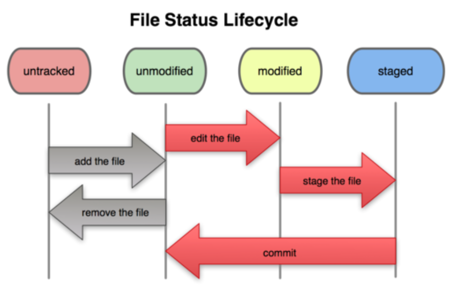 File Status Lifecycle
untracked
unmodified
modified
staged
edit the file
add the file
stage the file
remove the file
commit